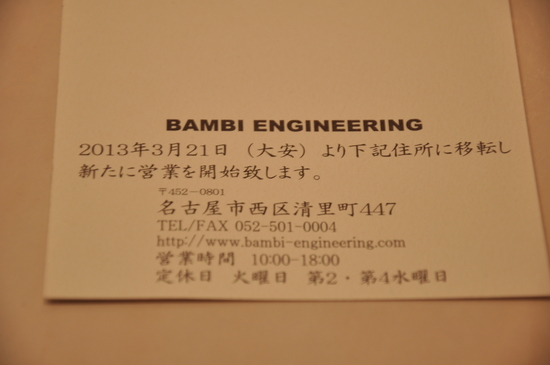 BAMBI ENGINEERING
2013年3月21日 （大安）より下記住所に移転し
新たに営業を開始致します。
〒452-0801
名古屋市西区清里町447
TEL/FAX 052-501-0004
http://www.bambi-engineering.com
営業時間 10:00-18:00
定休日 火曜日 第2・第4水曜日